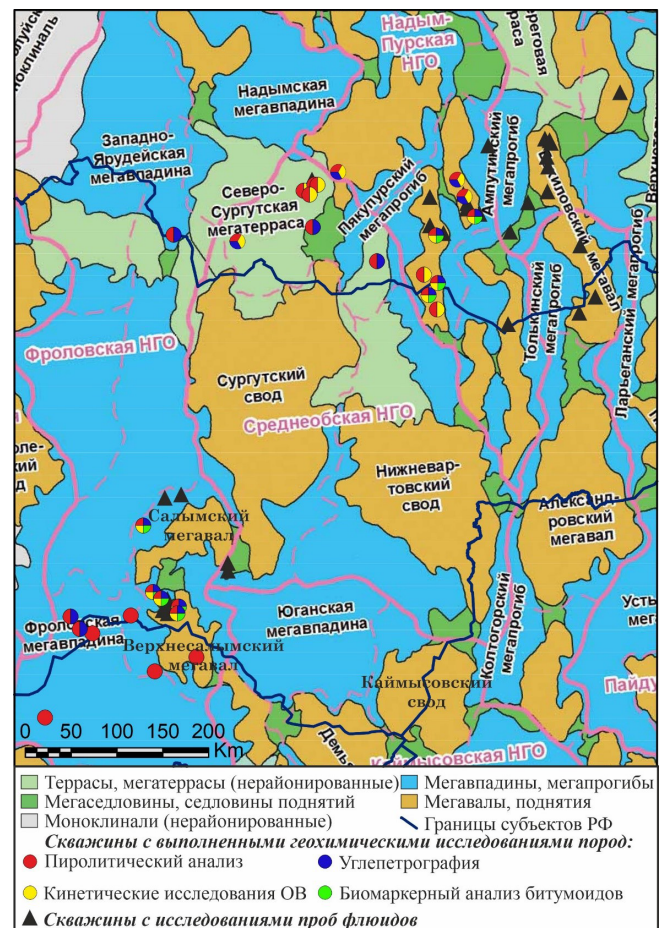 Надым-
Пурская
НГО
Надымская
мегавпадина
Западно-
Ярудейская
мегавпадина
Северо-
Сургутская
мегатерраса
Пякупурский
мегапрогиб
Ампутинский
мегапрогиб
мегавал
Толькинский
мегапрогиб
Ларьеганский мегапрогиб
Фроловская НГО
Сургутский
свод
Среднеобская НГО
Нижневар-
товский
свод
Александ-
ровский
мегавал
Салымский
мегавал
Юганская
мегавпадина
Колтогорский
мегапрогиб
Фроловская
мегавпадина
Верхнесалымский
мегавал
Каймысовский
свод
Каймысовская НГО
0 50 100 150 200
Km
Террасы, мегатеррасы (нерайонированные)
Мегавпадины, мегапрогибы
Мегаседловины, седловины поднятий
Мегавалы, поднятия
Моноклинали (нерайонированные)
Границы субъектов РФ
Скважины с выполненными геохимическими исследованиями пород:
Пиролитический анализ
Углепетрография
Кинетические исследования ОВ
Биомаркерный анализ битумоидов
Скважины с исследованиями проб флюидов